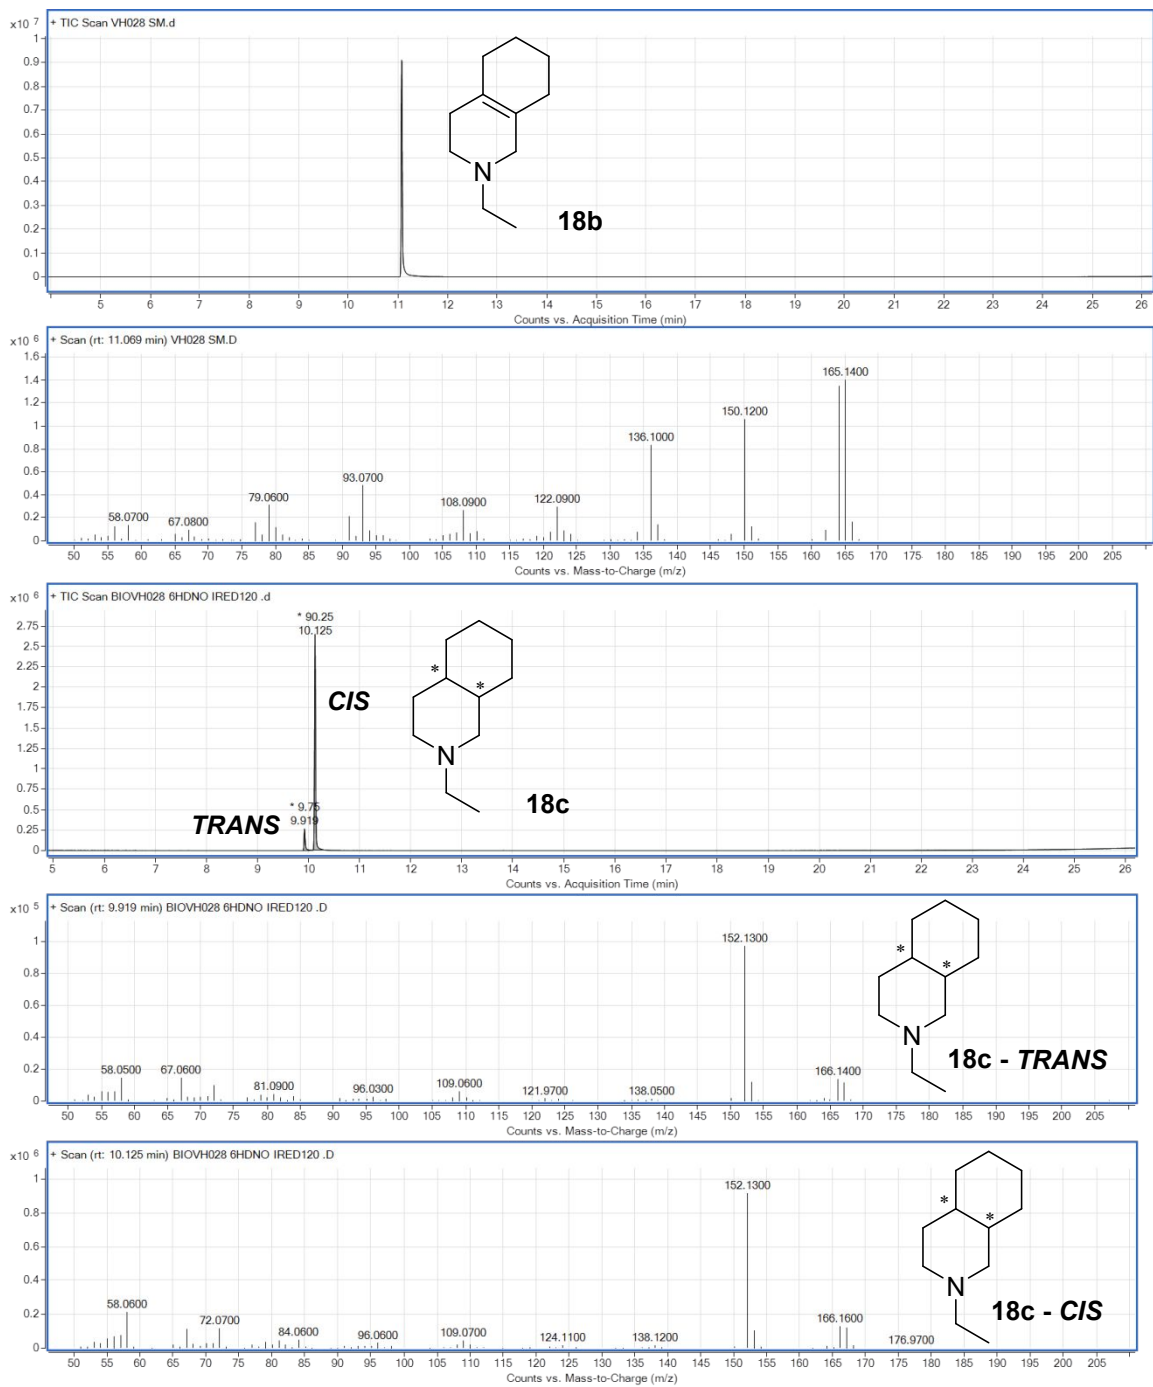 + TIC Scan VH028 SM.d
x10 7
1
0.9
0.8
0.7
0.6
0.5
0.4
0.3
0.2
0.1
0
N
18b
5 6 7 8 9 10 11 12 13 14 15 16 17 18 19 20 21 22 23 24 25 26
Counts vs. Acquisition Time (min)
+ Scan (rt: 11.069 min) VH028 SM.D
x10 6
1.6
1.4
1.2
1
0.8
0.6
0.4
0.2
0
58.0700
67.0800
79.0600
93.0700
108.0900
122.0900
136.1000
150.1200
165.1400
50 55 60 65 70 75 80 85 90 95 100 105 110 115 120 125 130 135 140 145 150 155 160 165 170 175 180 185 190 195 200 205
Counts vs. Mass-to-Charge (m/z)
+ TIC Scan BIOVH028 6HDNO IRED120 .d
x10 6
2.75
2.5
2.25
2
1.75
1.5
1.25
1
0.75
0.5
0.25
0
* 90.25
10.125
CIS
* 9.75
9.919
TRANS
*
*
N
18c
5 6 7 8 9 10 11 12 13 14 15 16 17 18 19 20 21 22 23 24 25 26
Counts vs. Acquisition Time (min)
+ Scan (rt: 9.919 min) BIOVH028 6HDNO IRED120 .D
x10 5
1
0.8
0.6
0.4
0.2
0
58.0500
67.0600
81.0900
96.0300
109.0600
121.9700
138.0500
152.1300
166.1400
*
*
N
18c - TRANS
50 55 60 65 70 75 80 85 90 95 100 105 110 115 120 125 130 135 140 145 150 155 160 165 170 175 180 185 190 195 200 205
Counts vs. Mass-to-Charge (m/z)
+ Scan (rt: 10.125 min) BIOVH028 6HDNO IRED120 .D
x10 6
1
0.8
0.6
0.4
0.2
0
58.0600
72.0700
84.0600
96.0600
109.0700
124.1100
138.1200
152.1300
166.1600
176.9700
*
*
N
18c - CIS
50 55 60 65 70 75 80 85 90 95 100 105 110 115 120 125 130 135 140 145 150 155 160 165 170 175 180 185 190 195 200 205
Counts vs. Mass-to-Charge (m/z)